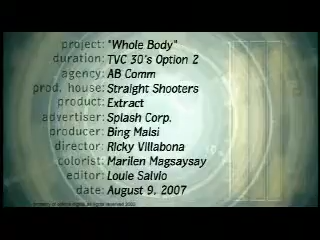 project: "Whole Body"
duration: TVC 30's Option 2
agency: AB Comm
prod. house: Straight Shooters
product: Extract
advertiser: Splash Corp.
producer: Bing Malsi
director: Ricky Villabona
colorist: Marilen Magsaysay
editor: Louie Salvio
date: August 9, 2007